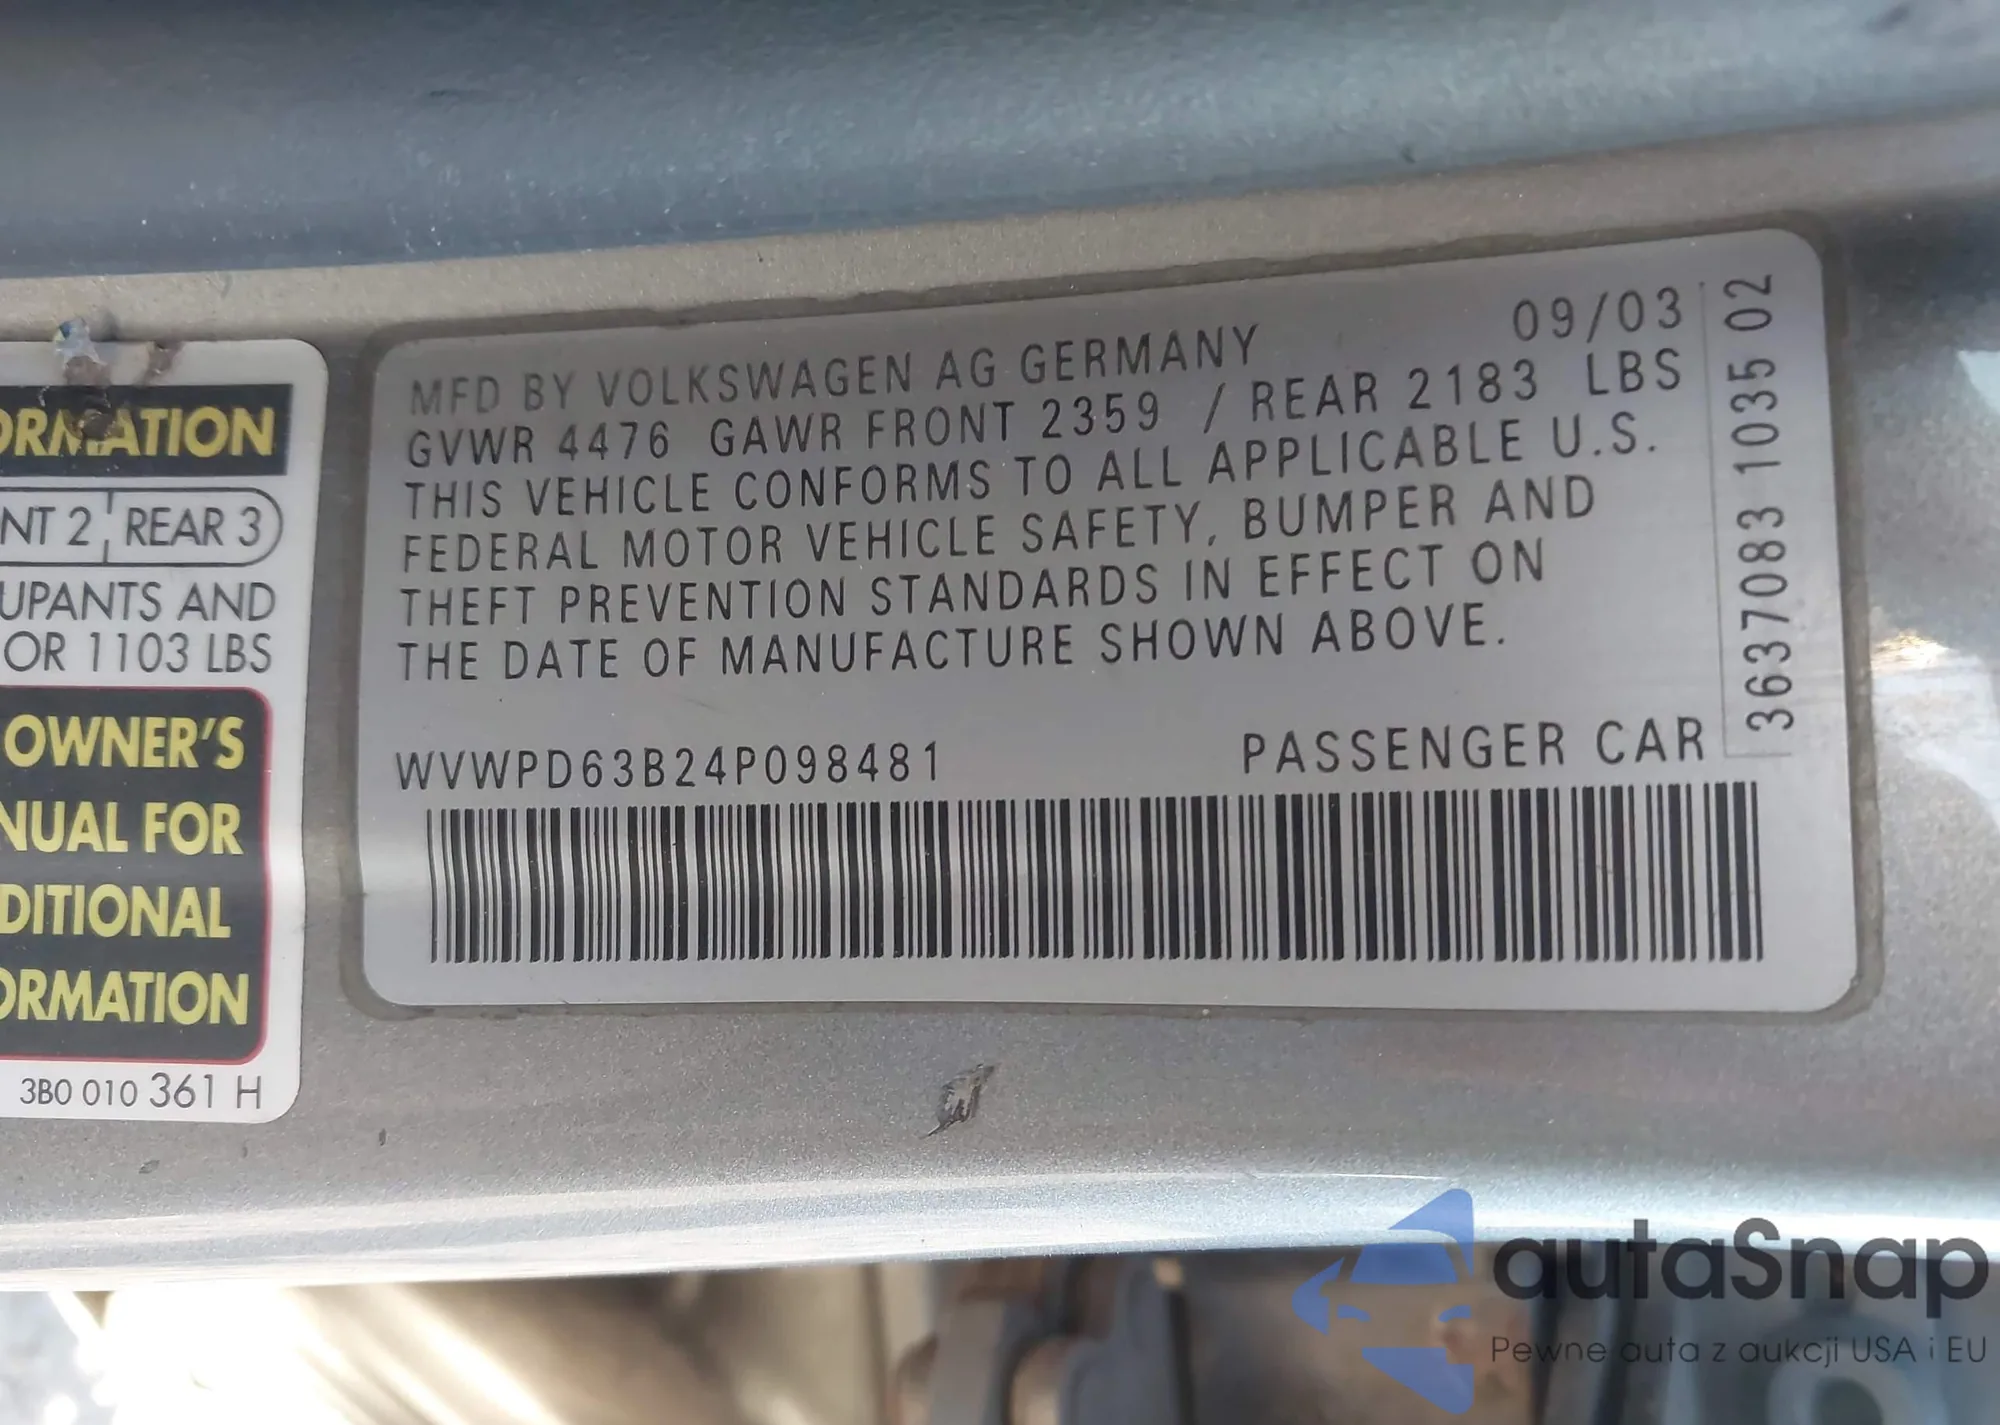 ORMATION
NT 2 REAR 3
UPANTS AND
OR 1103 LBS
OWNER'S
NUAL FOR
DITIONAL
ORMATION
3B0 010 361 H
09/03
MFD BY VOLKSWAGEN AG GERMANY
GVWR 4476 GAWR FRONT 2359 / REAR 2183 LBS
THIS VEHICLE CONFORMS TO ALL APPLICABLE U.S.
FEDERAL MOTOR VEHICLE SAFETY, BUMPER AND
THEFT PREVENTION STANDARDS IN EFFECT ON
THE DATE OF MANUFACTURE SHOWN ABOVE.
WVWPD63B24P098481 PASSENGER CAR
3637083 1035 02
autaSnap
Pewne auta z aukcji USA i EU